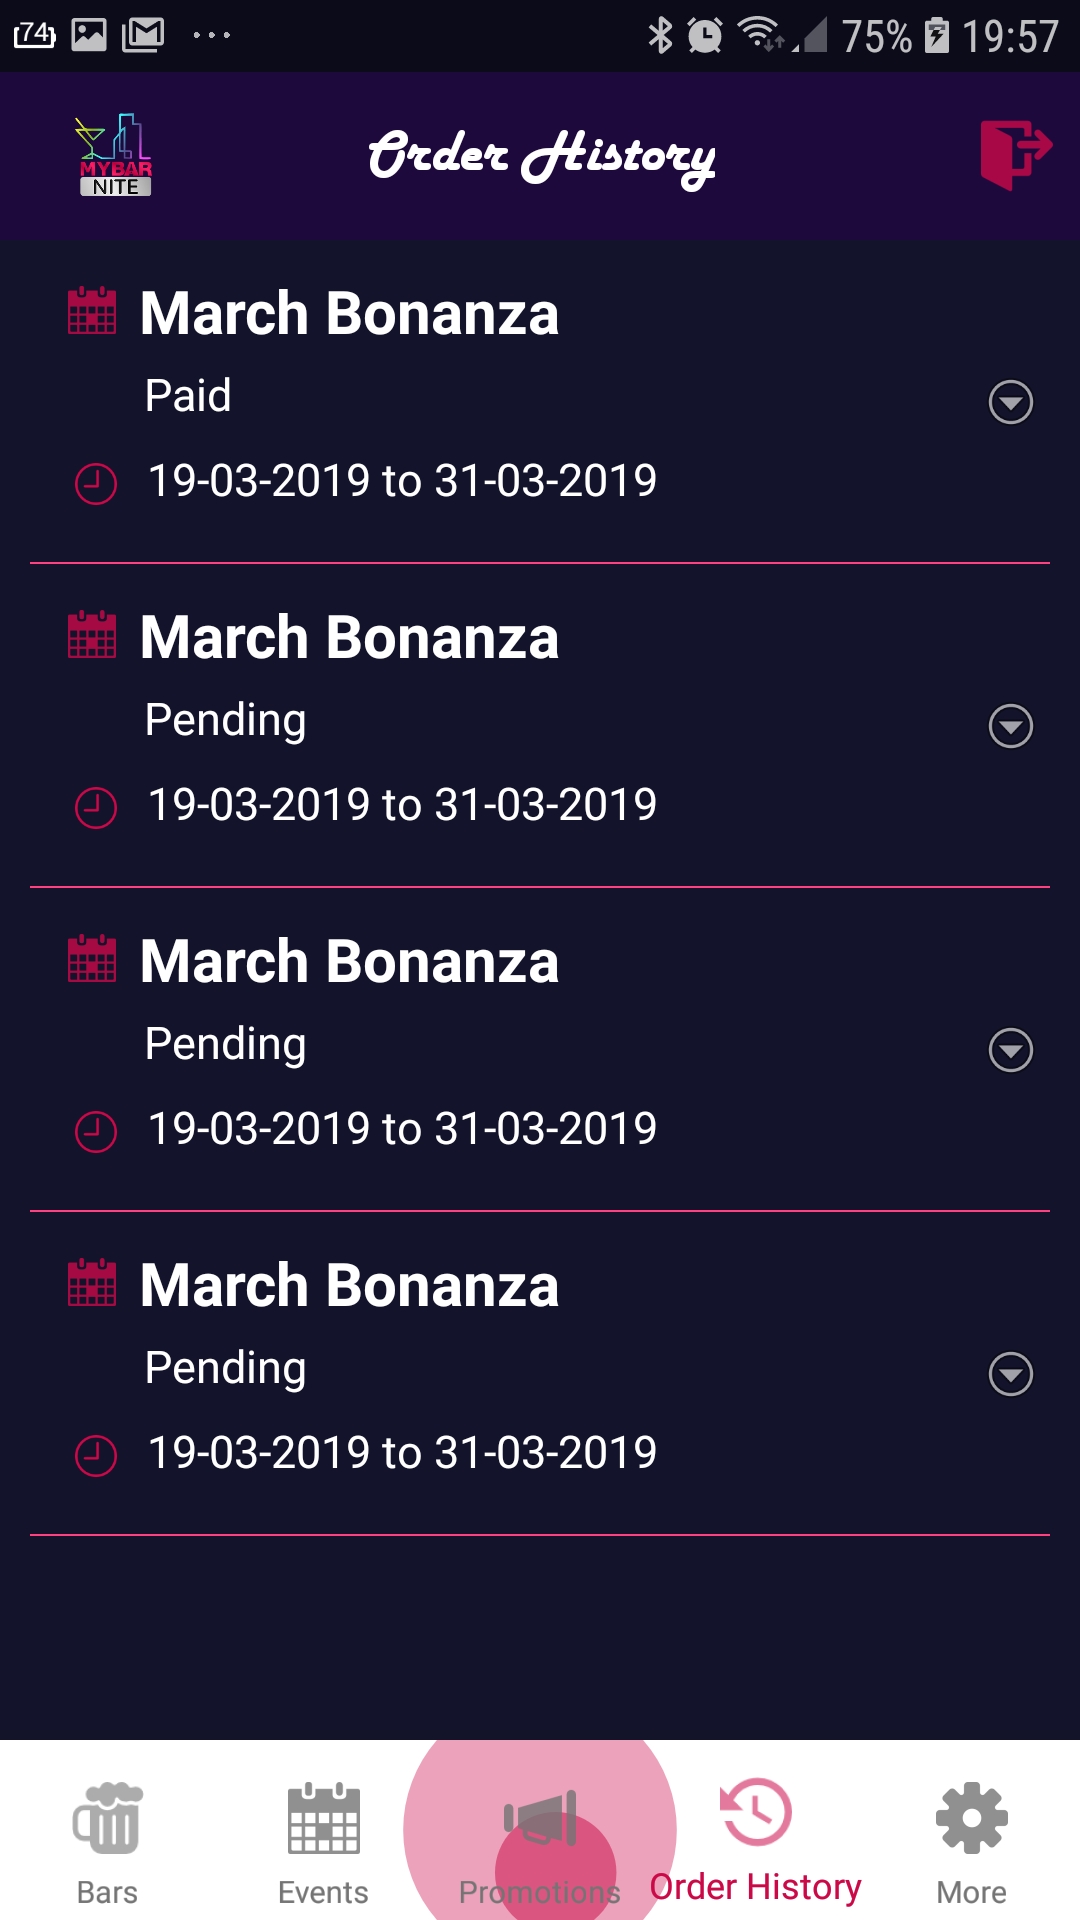 74 75% 19:57
MYBAR
NITE
Order History
March Bonanza
Paid
19-03-2019 to 31-03-2019
March Bonanza
Pending
19-03-2019 to 31-03-2019
March Bonanza
Pending
19-03-2019 to 31-03-2019
March Bonanza
Pending
19-03-2019 to 31-03-2019
Bars Events Promotions Order History More